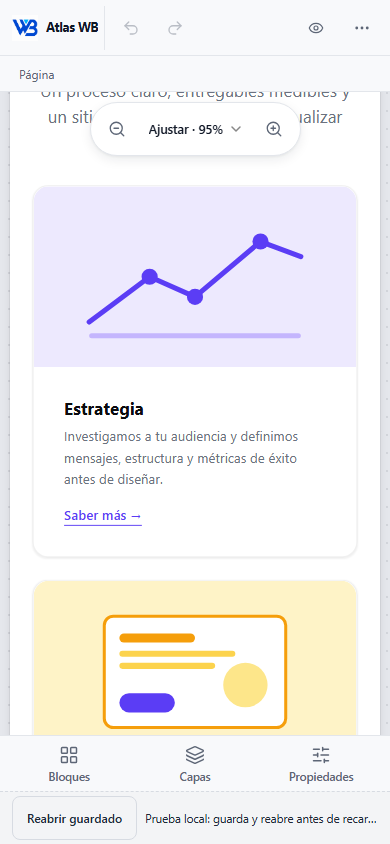 WB Atlas WB
Página
Un proceso claro, entregables medibles y
un siti ualizar
Ajustar · 95%
Estrategia
Investigamos a tu audiencia y definimos
mensajes, estructura y métricas de éxito
antes de diseñar.
Saber más →
Bloques
Capas
Propiedades
Reabrir guardado
Prueba local: guarda y reabre antes de recar...